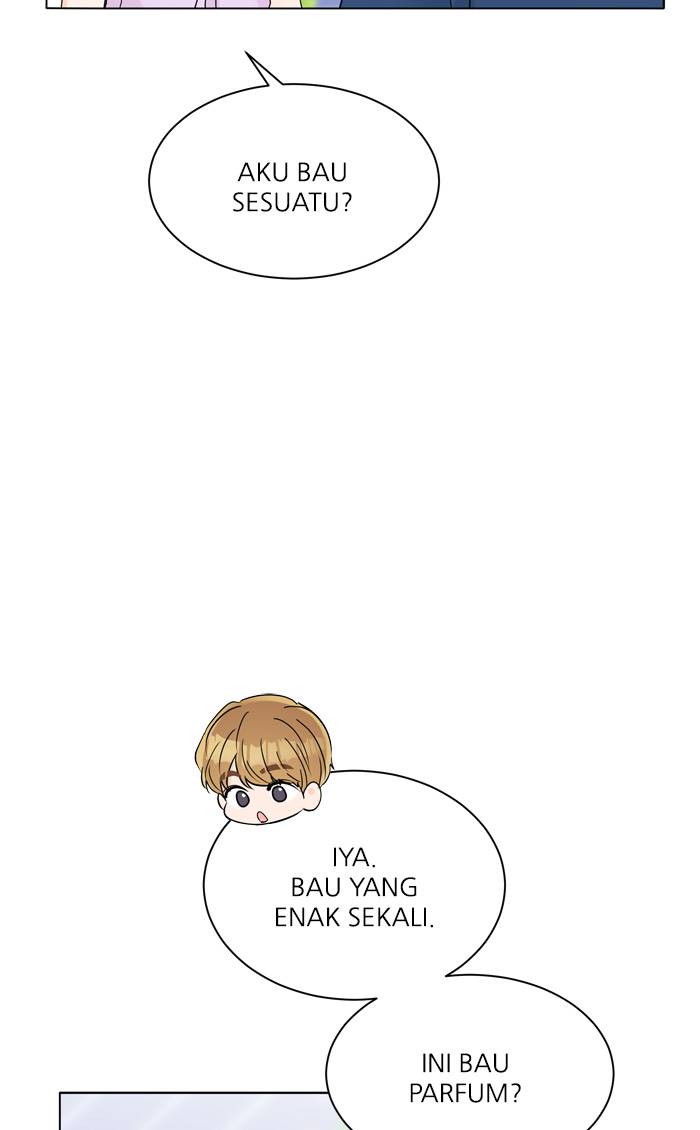 AKU BAU
SESUATU?
IYA.
BAU YANG
ENAK SEKALI.
INI BAU
PARFUM?